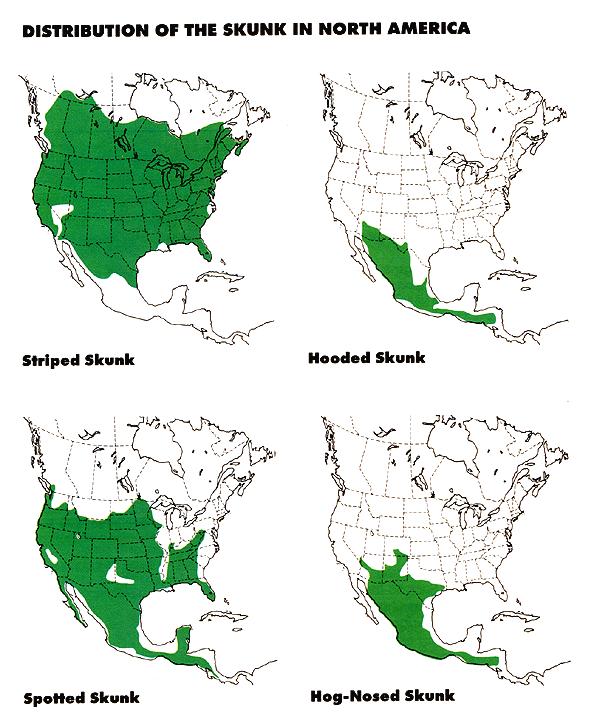 DISTRIBUTION OF THE SKUNK IN NORTH AMERICA
Striped Skunk
Hooded Skunk
Spotted Skunk
Hog-Nosed Skunk